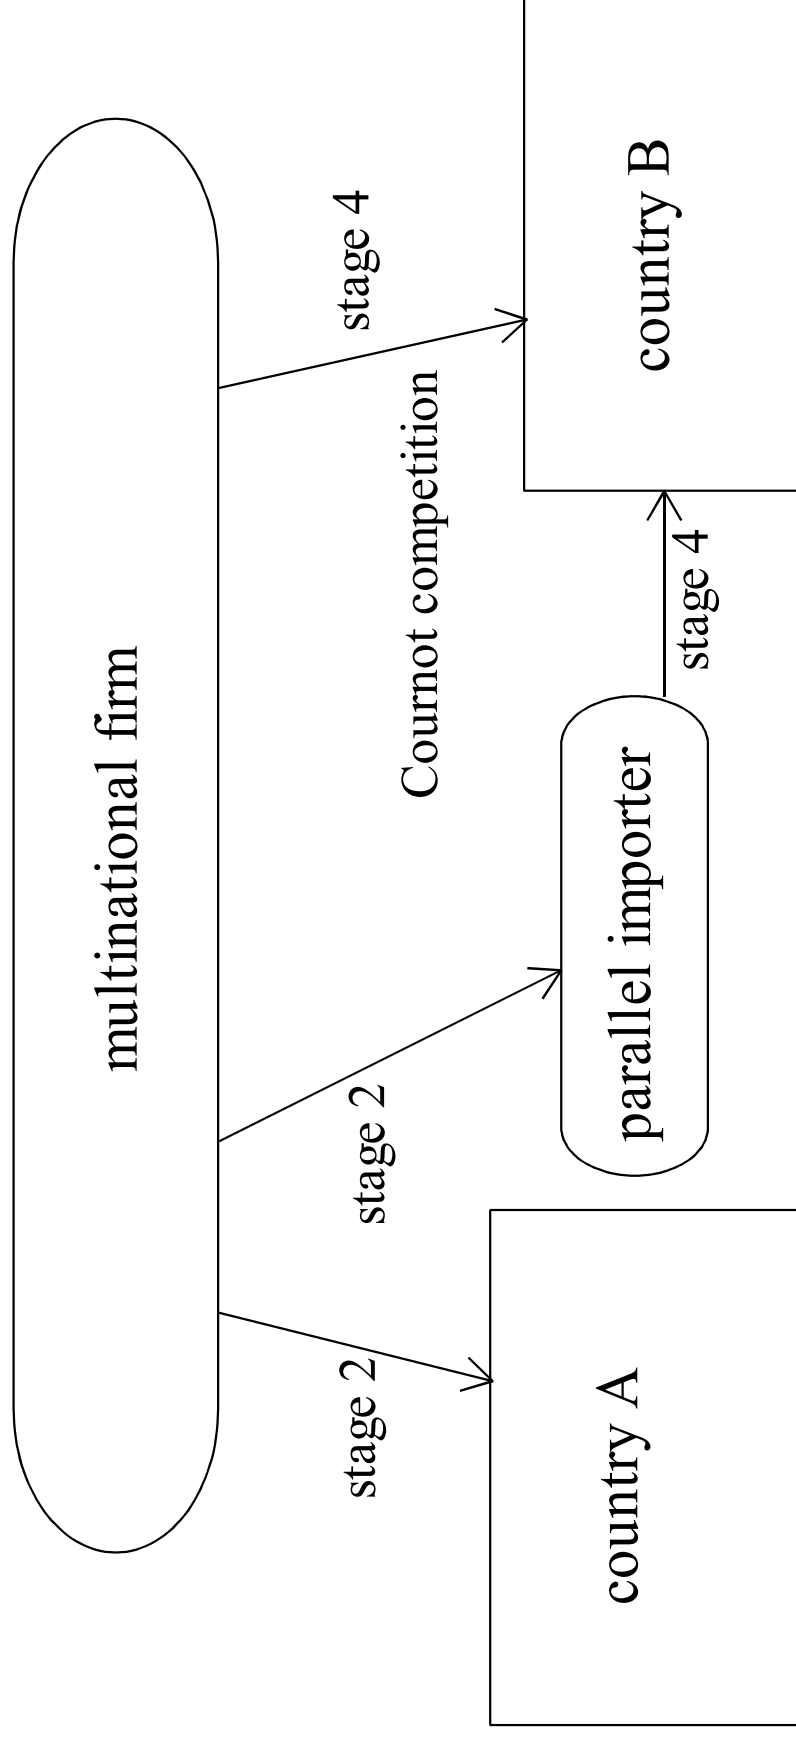 multinational firm
stage 2
stage 2
stage 4
Cournot competition
country A
parallel importer
stage 4
country B